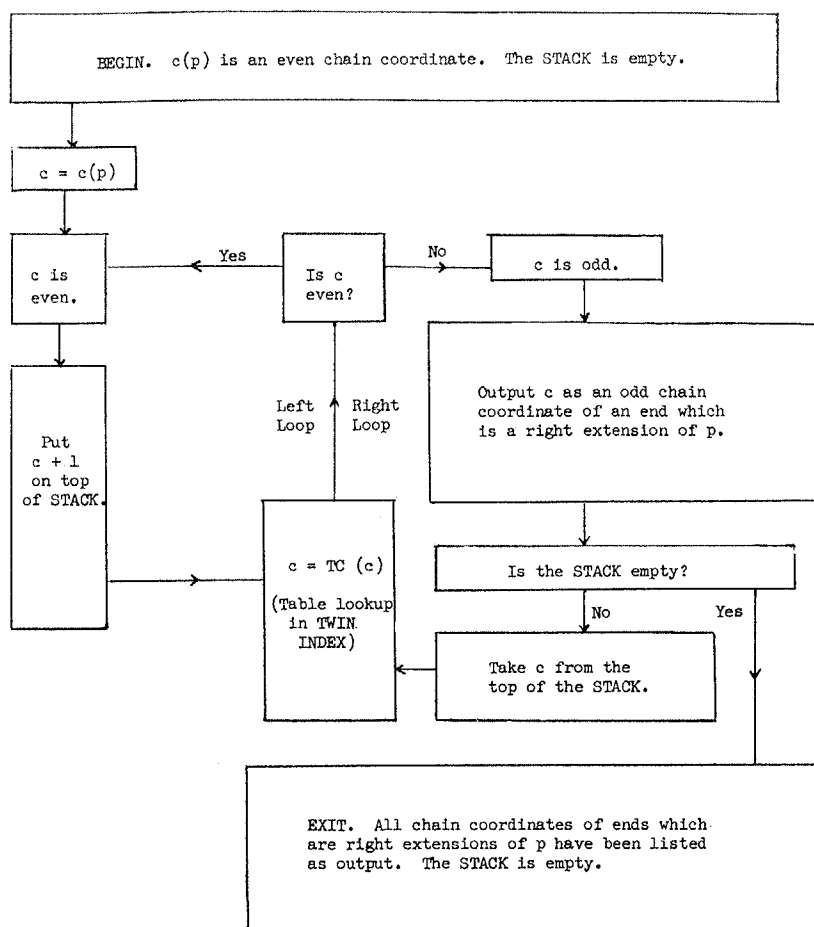 BEGIN. c(p) is an even chain coordinate. The STACK is empty.
c = c(p)
c is
even.
Yes
Is c
even?
No
c is odd.
Put
c + 1
on top
of STACK.
Left
Loop
Right
Loop
Output c as an odd chain
coordinate of an end which
is a right extension of p.
c = TC (c)
(Table lookup
in TWIN
INDEX)
Is the STACK empty?
No
Yes
Take c from the
top of the STACK.
EXIT. All chain coordinates of ends which
are right extensions of p have been listed
as output. The STACK is empty.